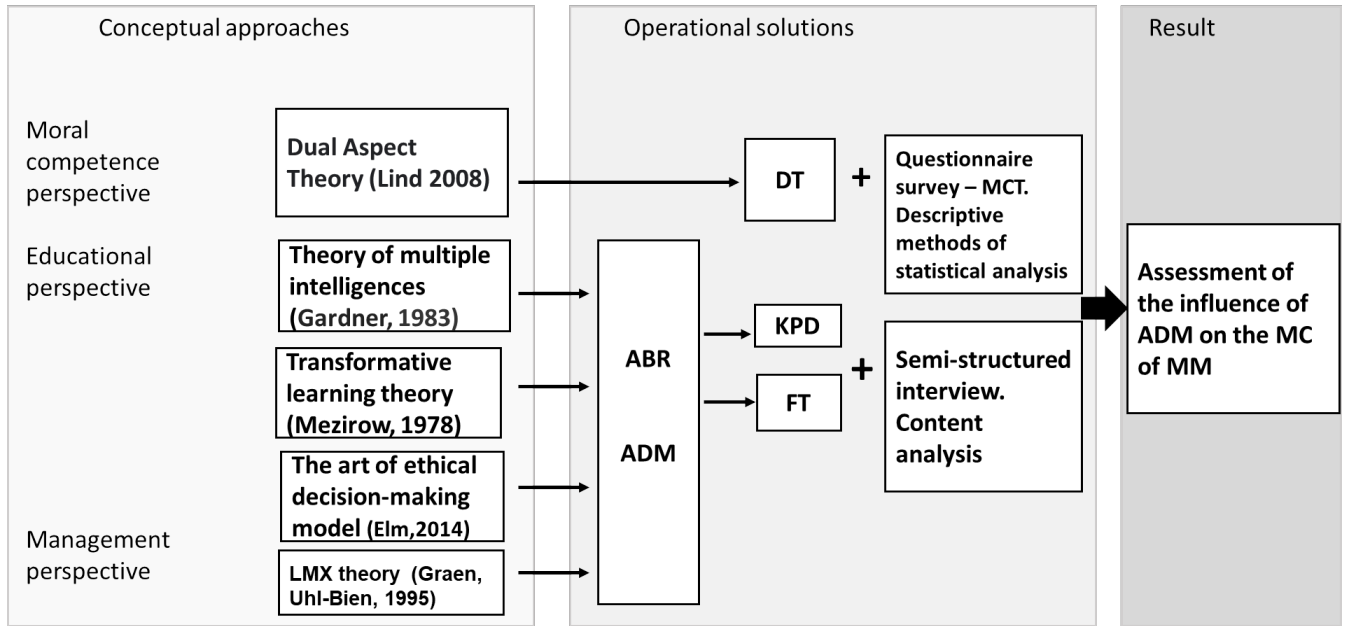 Conceptual approaches
Operational solutions
Result
Moral
competence
perspective
Dual Aspect
Theory (Lind 2008)
DT
+
Questionnaire
survey – MCT.
Descriptive
methods of
statistical analysis
Educational
perspective
Theory of multiple
intelligences
(Gardner, 1983)
Transformative
learning theory
(Mezirow, 1978)
The art of ethical
decision-making
model (Elm,2014)
Management
perspective
LMX theory (Graen,
Uhl-Bien, 1995)
ABR
ADM
KPD
FT
+
Semi-structured
interview.
Content
analysis
Assessment of
the influence of
ADM on the MC
of MM